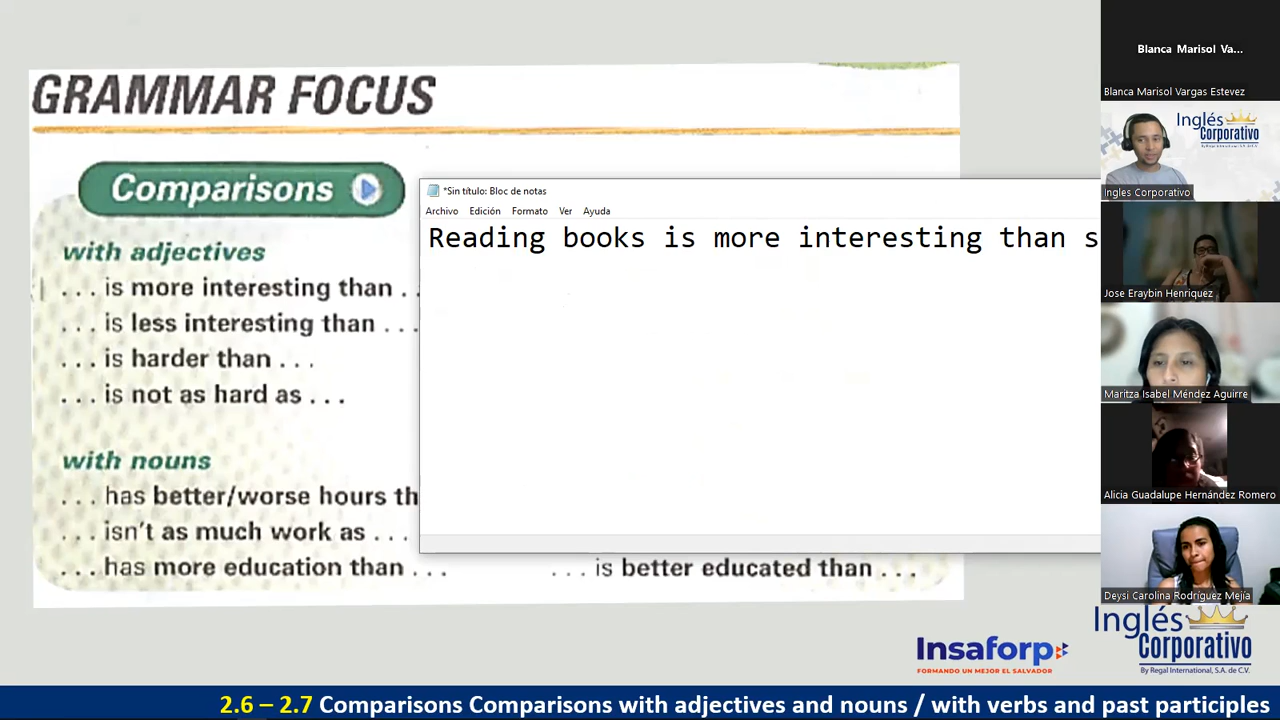 GRAMMAR FOCUS
Comparisons
with adjectives
. . . is more interesting than . .
. . . is less interesting than . . .
. . . is harder than . . .
. . . is not as hard as . . .
with nouns
. . . has better/worse hours th
. . . isn't as much work as . . .
. . . has more education than . . .
. . . is better educated than . . .
*Sin título: Bloc de notas
Archivo Edición Formato Ver Ayuda
Reading books is more interesting than s
Blanca Marisol Va...
Blanca Marisol Vargas Estevez
Inglés
Corporativo
By Regal International, S.A. de C.V.
Ingles Corporativo
Jose Eraybin Henriquez
Maritza Isabel Méndez Aguirre
Alicia Guadalupe Hernández Romero
Deysi Carolina Rodríguez Mejía
Insaforp
FORMANDO UN MEJOR EL SALVADOR
Inglés
Corporativo
By Regal International, S.A. de C.V.
2.6 – 2.7 Comparisons Comparisons with adjectives and nouns / with verbs and past participles